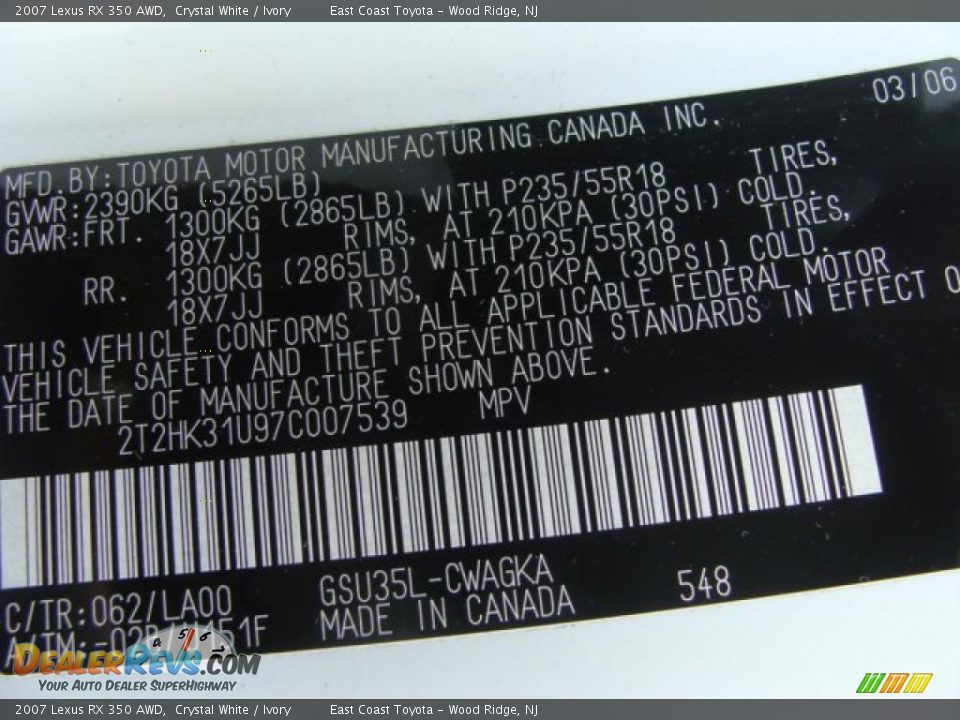 2007 Lexus RX 350 AWD, Crystal White / Ivory East Coast Toyota - Wood Ridge, NJ
03/06
MFD.BY:TOYOTA MOTOR MANUFACTURING CANADA INC.
GVWR:2390KG (5265LB)
GAWR:FRT. 1300KG (2865LB) WITH P235/55R18 TIRES,
18X7JJ RIMS, AT 210KPA (30PSI) COLD.
RR. 1300KG (2865LB) WITH P235/55R18 TIRES,
18X7JJ RIMS, AT 210KPA (30PSI) COLD.
THIS VEHICLE CONFORMS TO ALL APPLICABLE FEDERAL MOTOR
VEHICLE SAFETY AND THEFT PREVENTION STANDARDS IN EFFECT O
THE DATE OF MANUFACTURE SHOWN ABOVE.
2T2HK31U97C007539 MPV
C/TR:062/LA00 GSU35L-CWAGKA 548
A/TM: MADE IN CANADA
4 5 6 7
DEALERREVS.COM
YOUR AUTO DEALER SUPERHIGHWAY
2007 Lexus RX 350 AWD, Crystal White / Ivory East Coast Toyota - Wood Ridge, NJ